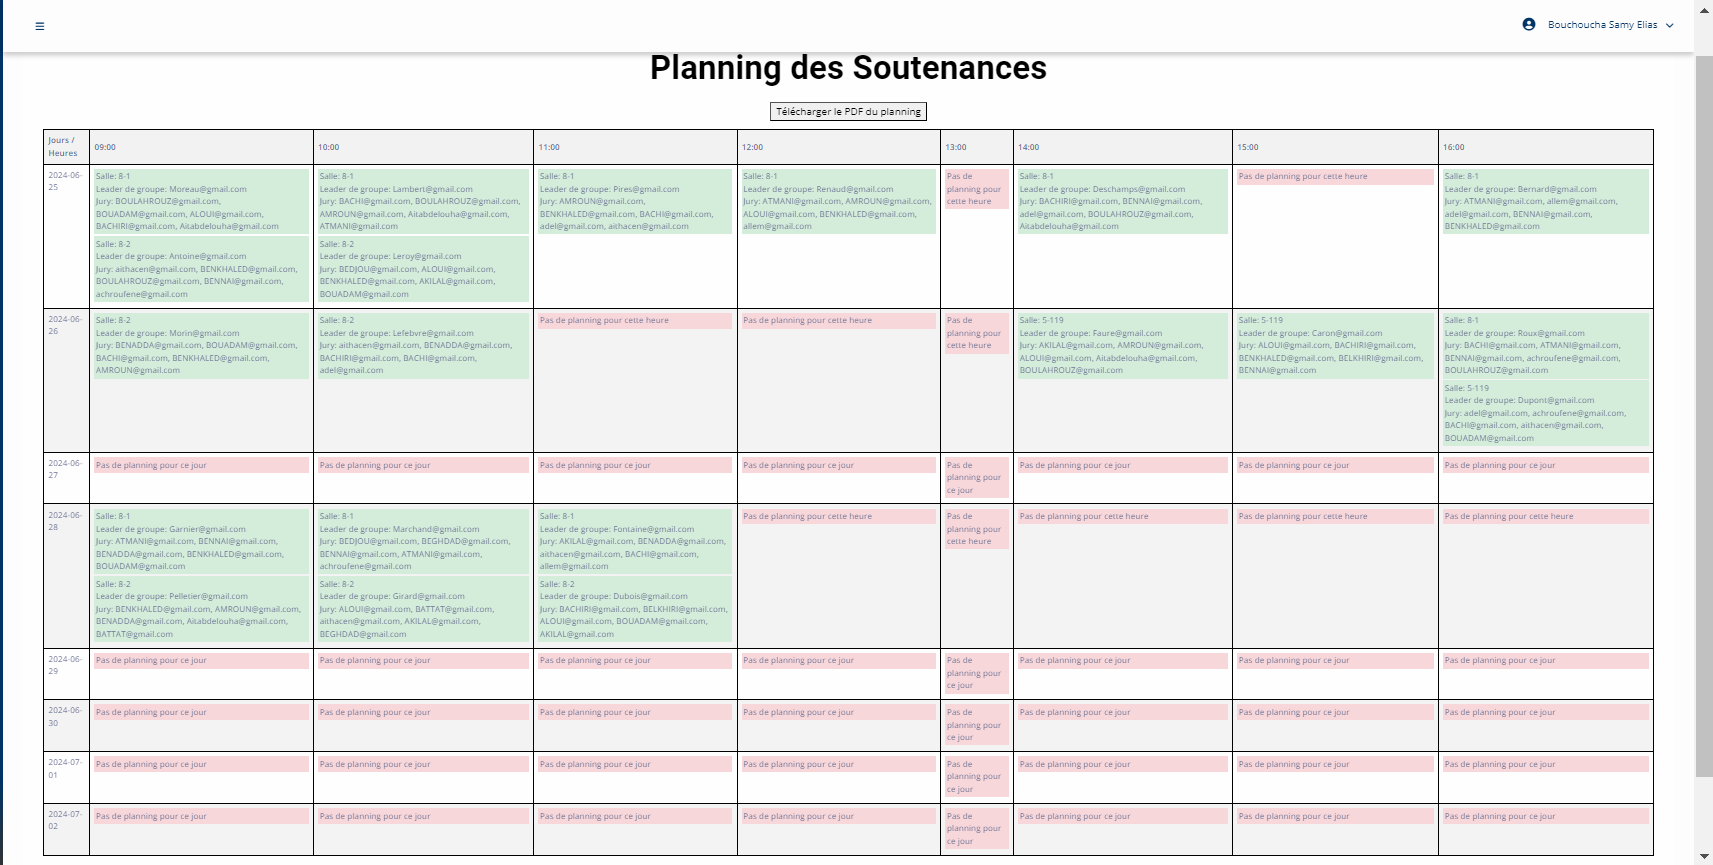 Bouchoucha Samy Elias
Planning des Soutenances
Télécharger le PDF du planning
Jours /
Heures
09:00
10:00
11:00
12:00
13:00
14:00
15:00
16:00
2024-06-
25
Salle: 8-1
Leader de groupe: Moreau@gmail.com
Jury: BOULAHROUZ@gmail.com,
BOUADAM@gmail.com, ALOUI@gmail.com,
BACHIRI@gmail.com, Aitabdelouha@gmail.com
Salle: 8-2
Leader de groupe: Antoine@gmail.com
Jury: aithacen@gmail.com, BENKHALED@gmail.com,
BOULAHROUZ@gmail.com, BENNAI@gmail.com,
achroufene@gmail.com
Salle: 8-1
Leader de groupe: Lambert@gmail.com
Jury: BACHI@gmail.com, BOULAHROUZ@gmail.com,
AMROUN@gmail.com, Aitabdelouha@gmail.com,
ATMANI@gmail.com
Salle: 8-2
Leader de groupe: Leroy@gmail.com
Jury: BEDJOU@gmail.com, ALOUI@gmail.com,
BENKHALED@gmail.com, AKILAL@gmail.com,
BOUADAM@gmail.com
Salle: 8-1
Leader de groupe: Pires@gmail.com
Jury: AMROUN@gmail.com,
BENKHALED@gmail.com, BACHI@gmail.com,
adel@gmail.com, aithacen@gmail.com
Salle: 8-1
Leader de groupe: Renaud@gmail.com
Jury: ATMANI@gmail.com, AMROUN@gmail.com,
ALOUI@gmail.com, BENKHALED@gmail.com,
allem@gmail.com
Pas de
planning pour
cette heure
Salle: 8-1
Leader de groupe: Deschamps@gmail.com
Jury: BACHIRI@gmail.com, BENNAI@gmail.com,
adel@gmail.com, BOULAHROUZ@gmail.com,
Aitabdelouha@gmail.com
Pas de planning pour cette heure
Salle: 8-1
Leader de groupe: Bernard@gmail.com
Jury: ATMANI@gmail.com, allem@gmail.com,
adel@gmail.com, BENNAI@gmail.com,
BENKHALED@gmail.com
2024-06-
26
Salle: 8-2
Leader de groupe: Morin@gmail.com
Jury: BENADDA@gmail.com, BOUADAM@gmail.com,
BACHI@gmail.com, BENKHALED@gmail.com,
AMROUN@gmail.com
Salle: 8-2
Leader de groupe: Lefebvre@gmail.com
Jury: aithacen@gmail.com, BENADDA@gmail.com,
BACHIRI@gmail.com, BACHI@gmail.com,
adel@gmail.com
Pas de planning pour cette heure
Pas de planning pour cette heure
Pas de
planning pour
cette heure
Salle: 5-119
Leader de groupe: Faure@gmail.com
Jury: AKILAL@gmail.com, AMROUN@gmail.com,
ALOUI@gmail.com, Aitabdelouha@gmail.com,
BOULAHROUZ@gmail.com
Salle: 5-119
Leader de groupe: Caron@gmail.com
Jury: ALOUI@gmail.com, BACHIRI@gmail.com,
BENKHALED@gmail.com, BELKHIRI@gmail.com,
BENNAI@gmail.com
Salle: 8-1
Leader de groupe: Roux@gmail.com
Jury: BACHI@gmail.com, ATMANI@gmail.com,
BENNAI@gmail.com, achroufene@gmail.com,
BOULAHROUZ@gmail.com
Salle: 5-119
Leader de groupe: Dupont@gmail.com
Jury: adel@gmail.com, achroufene@gmail.com,
BACHI@gmail.com, aithacen@gmail.com,
BOUADAM@gmail.com
2024-06-
27
Pas de planning pour ce jour
Pas de planning pour ce jour
Pas de planning pour ce jour
Pas de planning pour ce jour
Pas de
planning pour
ce jour
Pas de planning pour ce jour
Pas de planning pour ce jour
Pas de planning pour ce jour
2024-06-
28
Salle: 8-1
Leader de groupe: Garnier@gmail.com
Jury: ATMANI@gmail.com, BENNAI@gmail.com,
BENADDA@gmail.com, BENKHALED@gmail.com,
BOUADAM@gmail.com
Salle: 8-2
Leader de groupe: Pelletier@gmail.com
Jury: BENKHALED@gmail.com, AMROUN@gmail.com,
BENADDA@gmail.com, Aitabdelouha@gmail.com,
BATTAT@gmail.com
Salle: 8-1
Leader de groupe: Marchand@gmail.com
Jury: BEDJOU@gmail.com, BEGHDAD@gmail.com,
BENNAI@gmail.com, ATMANI@gmail.com,
achroufene@gmail.com
Salle: 8-2
Leader de groupe: Girard@gmail.com
Jury: ALOUI@gmail.com, BATTAT@gmail.com,
aithacen@gmail.com, AKILAL@gmail.com,
BEGHDAD@gmail.com
Salle: 8-1
Leader de groupe: Fontaine@gmail.com
Jury: AKILAL@gmail.com, BENADDA@gmail.com,
aithacen@gmail.com, BACHI@gmail.com,
allem@gmail.com
Salle: 8-2
Leader de groupe: Dubois@gmail.com
Jury: BACHIRI@gmail.com, BELKHIRI@gmail.com,
ALOUI@gmail.com, BOUADAM@gmail.com,
AKILAL@gmail.com
Pas de planning pour cette heure
Pas de
planning pour
cette heure
Pas de planning pour cette heure
Pas de planning pour cette heure
Pas de planning pour cette heure
2024-06-
29
Pas de planning pour ce jour
Pas de planning pour ce jour
Pas de planning pour ce jour
Pas de planning pour ce jour
Pas de
planning pour
ce jour
Pas de planning pour ce jour
Pas de planning pour ce jour
Pas de planning pour ce jour
2024-06-
30
Pas de planning pour ce jour
Pas de planning pour ce jour
Pas de planning pour ce jour
Pas de planning pour ce jour
Pas de
planning pour
ce jour
Pas de planning pour ce jour
Pas de planning pour ce jour
Pas de planning pour ce jour
2024-07-
01
Pas de planning pour ce jour
Pas de planning pour ce jour
Pas de planning pour ce jour
Pas de planning pour ce jour
Pas de
planning pour
ce jour
Pas de planning pour ce jour
Pas de planning pour ce jour
Pas de planning pour ce jour
2024-07-
02
Pas de planning pour ce jour
Pas de planning pour ce jour
Pas de planning pour ce jour
Pas de planning pour ce jour
Pas de
planning pour
ce jour
Pas de planning pour ce jour
Pas de planning pour ce jour
Pas de planning pour ce jour